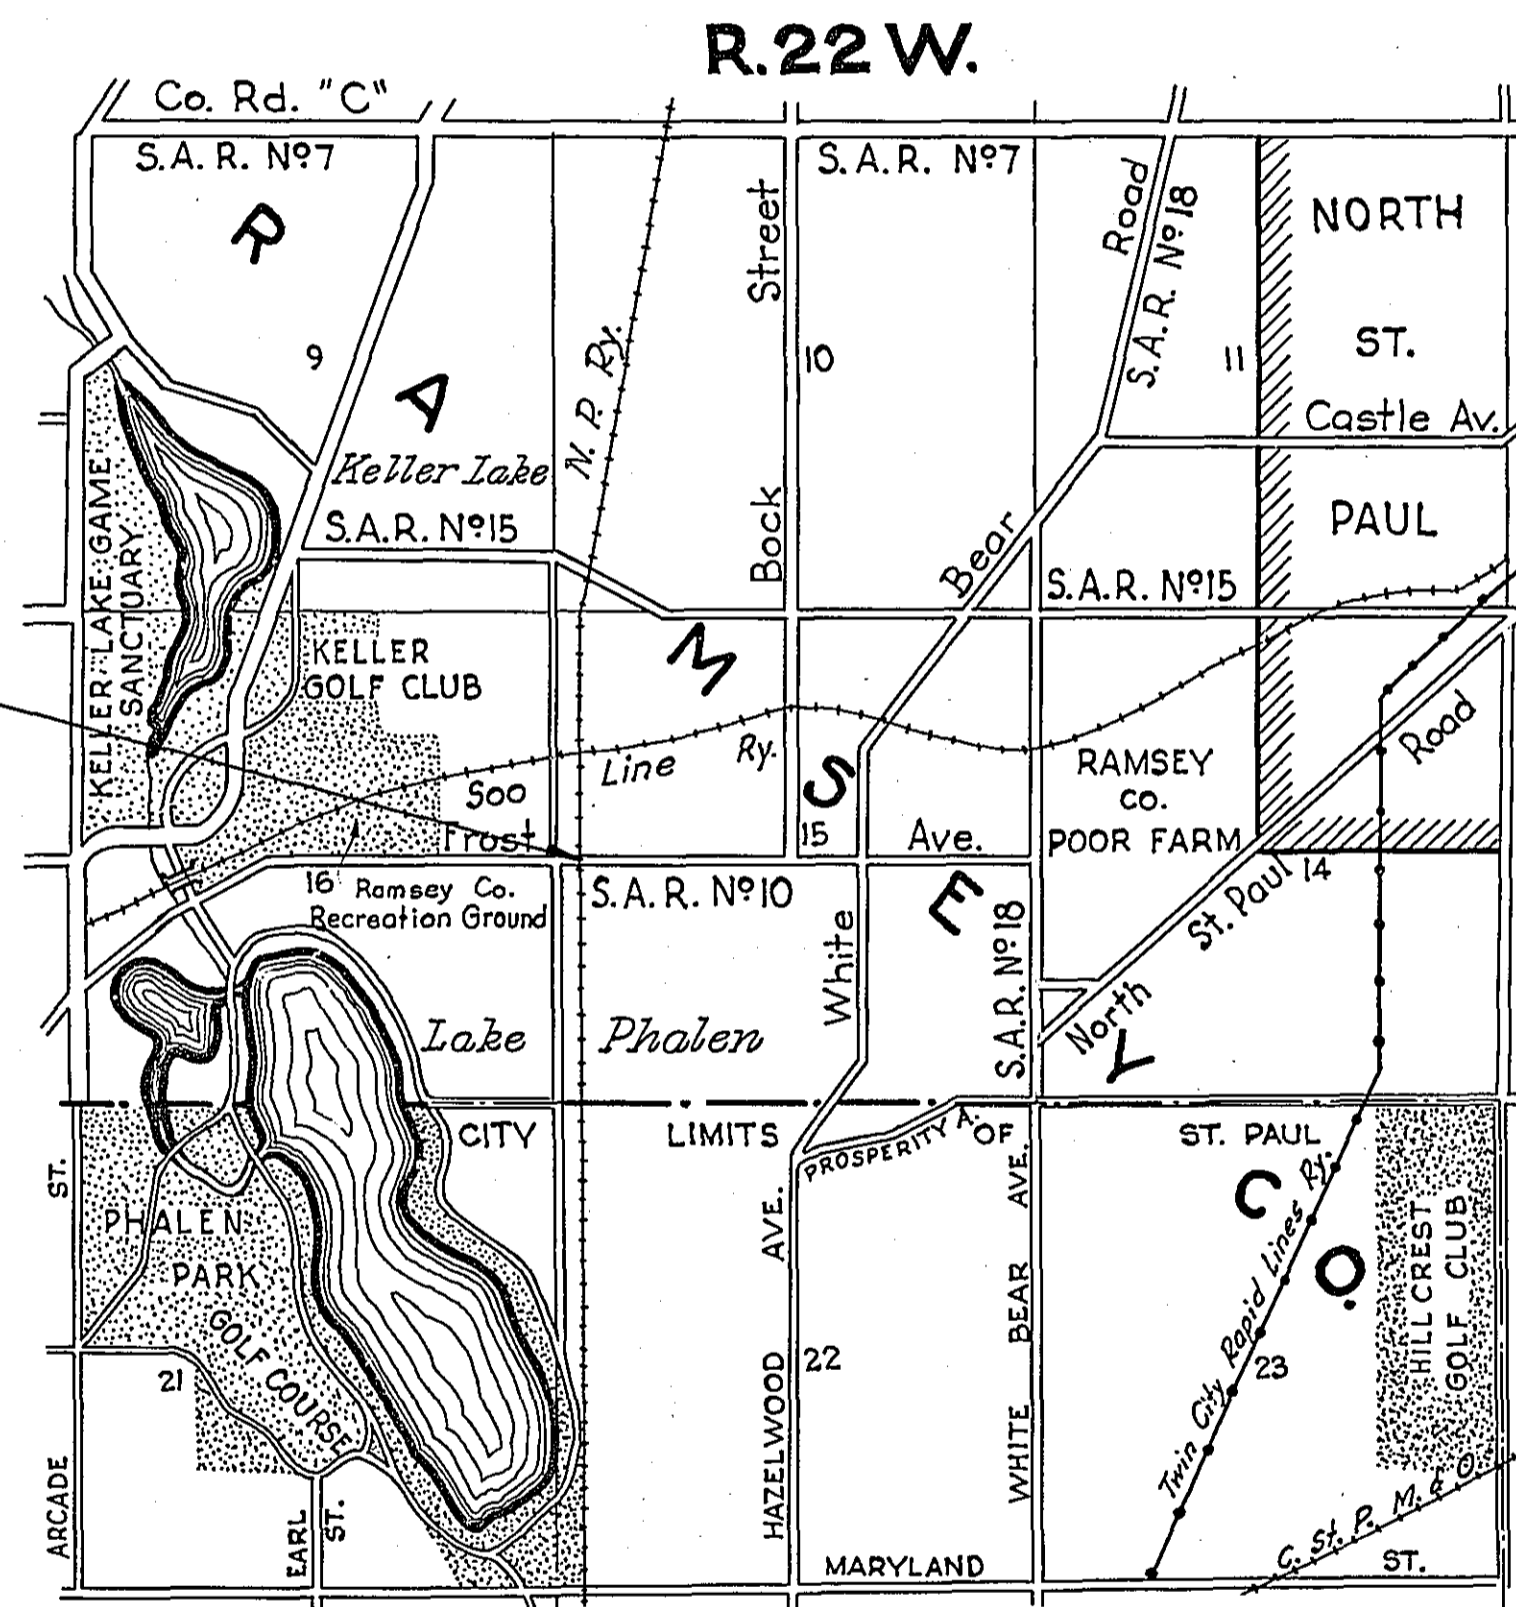 R. 22 W.
Co. Rd. "C"
S.A.R. Nº7
S.A.R. Nº7
R
A
M
S
E
Y
C
O.
Street
Bock
Road
S.A.R. Nº18
NORTH
ST.
PAUL
9
10
11
Castle Av.
N. P. Ry.
Keller Lake
S.A.R. Nº15
Bear
S.A.R. Nº15
KELLER LAKE GAME
SANCTUARY
KELLER
GOLF CLUB
Soo
Line
Ry.
RAMSEY
CO.
POOR FARM
Road
Frost
15
Ave.
16
Ramsey Co.
Recreation Ground
S.A.R. Nº10
White
S.A.R. Nº18
St. Paul
14
North
Lake
Phalen
CITY
LIMITS
OF
ST. PAUL
PROSPERITY A.
ST.
ARCADE
PHALEN
PARK
GOLF COURSE
21
EARL
ST.
HAZELWOOD
AVE.
22
WHITE BEAR AVE.
Twin City Rapid Lines Ry.
23
HILLCREST
GOLF CLUB
C. St. P. M. & O.
MARYLAND
ST.